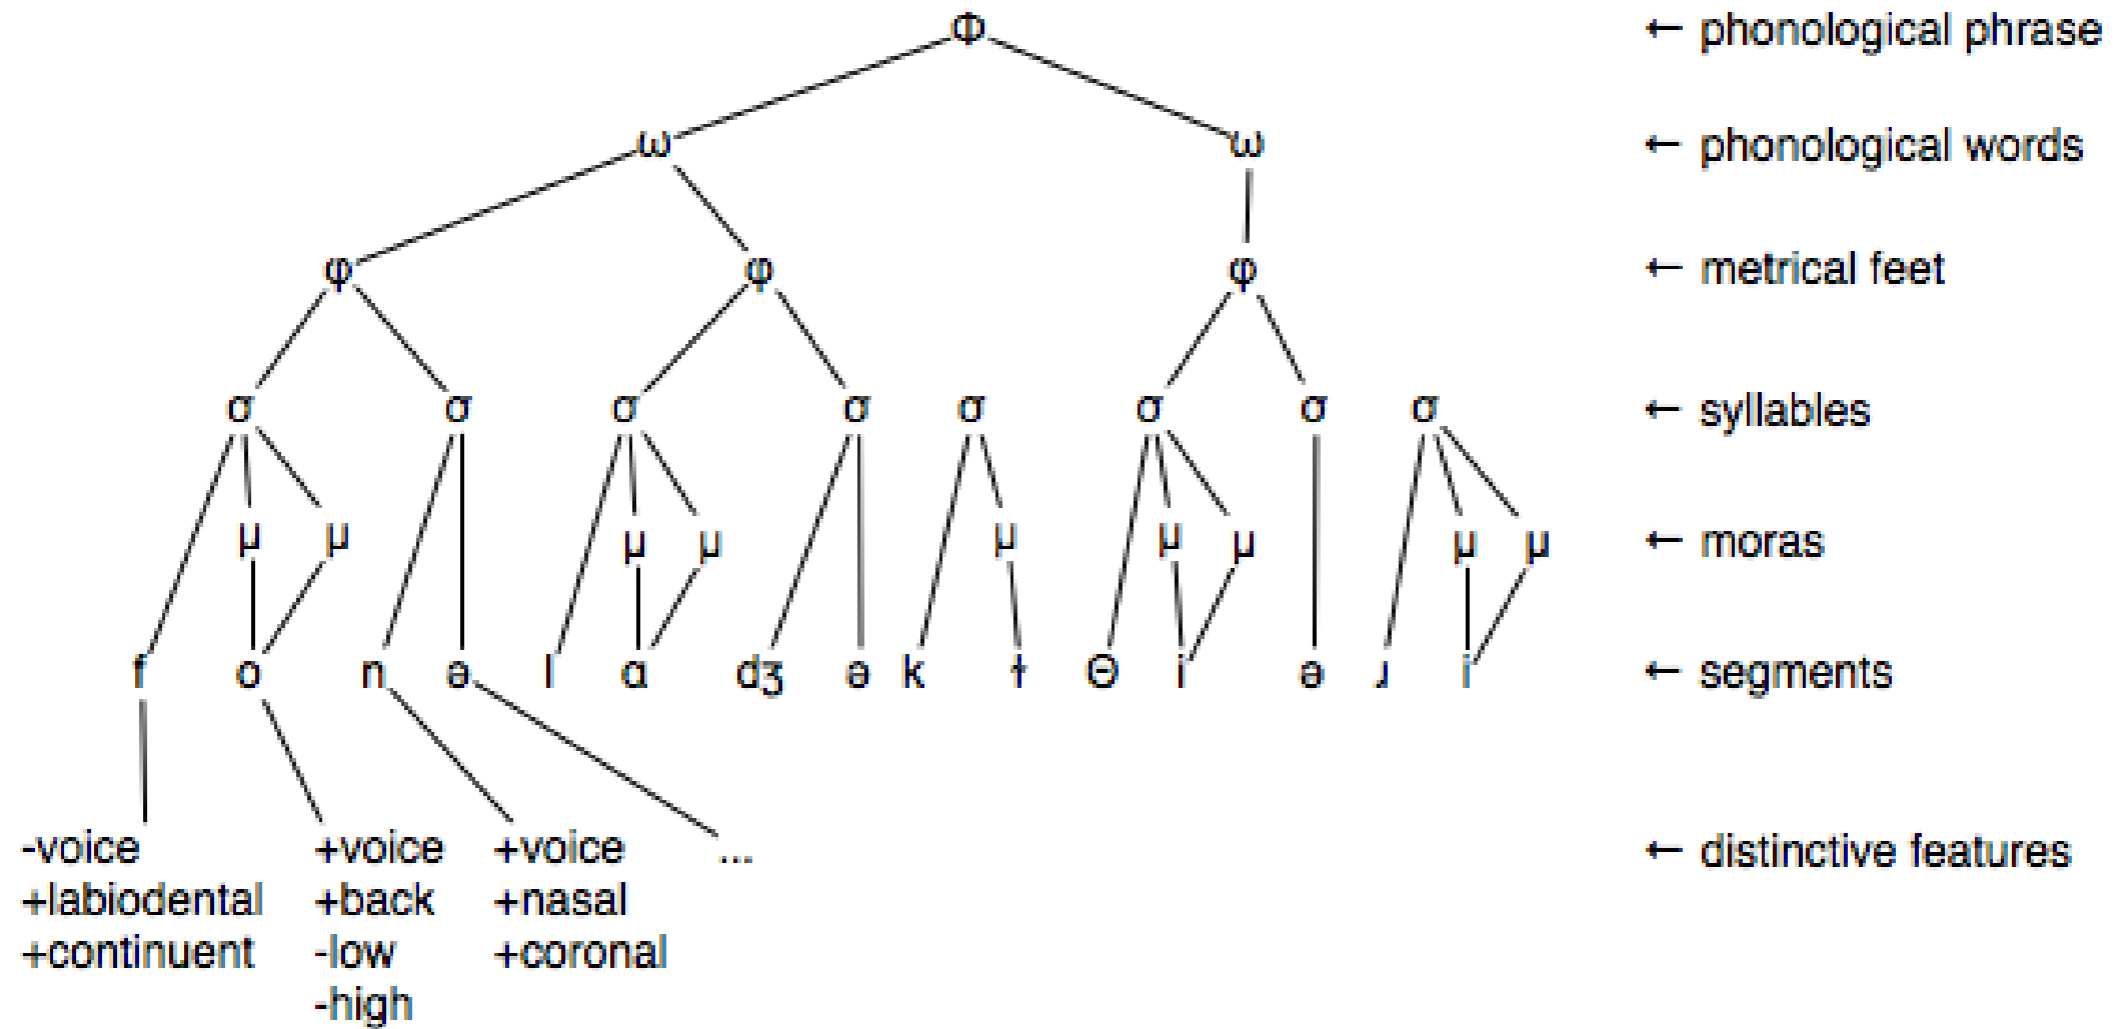 Φ ← phonological phrase
ω ω ← phonological words
φ φ φ ← metrical feet
σ σ σ σ σ σ σ σ ← syllables
μ μ μ μ μ μ μ μ μ ← moras
f o n ə l ɑ dʒ ə k ɫ Θ i ə ɹ i ← segments
-voice +voice +voice ... ← distinctive features
+labiodental +back +nasal
+continuent -low +coronal
-high